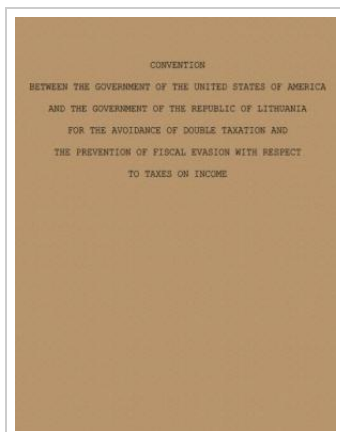 CONVENTION
BETWEEN THE GOVERNMENT OF THE UNITED STATES OF AMERICA
AND THE GOVERNMENT OF THE REPUBLIC OF LITHUANIA
FOR THE AVOIDANCE OF DOUBLE TAXATION AND
THE PREVENTION OF FISCAL EVASION WITH RESPECT
TO TAXES ON INCOME